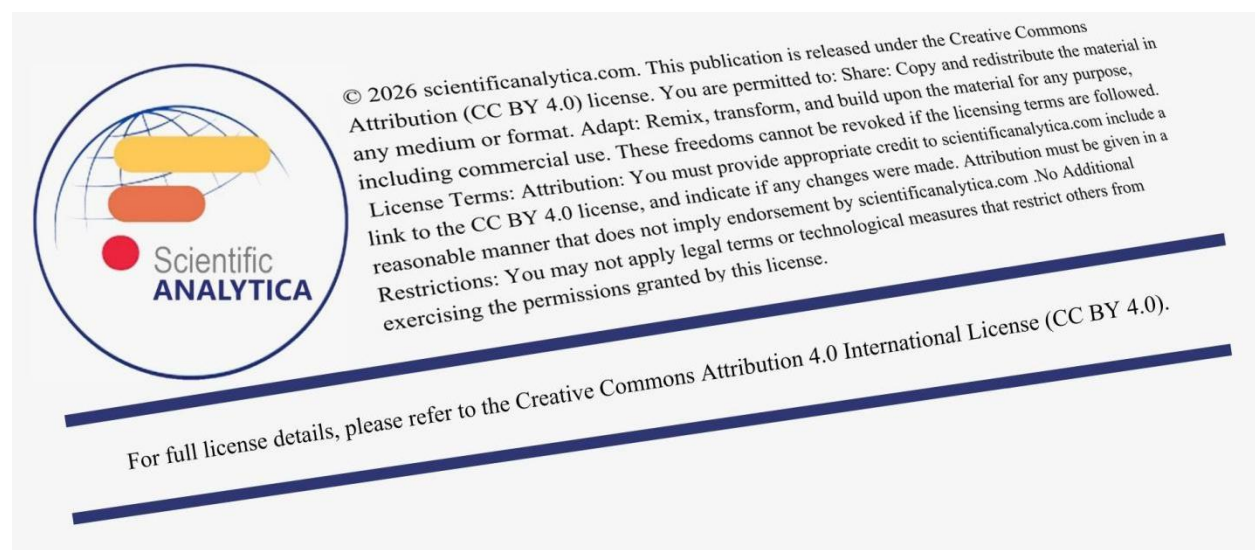 Scientific
ANALYTICA
© 2026 scientificanalytica.com. This publication is released under the Creative Commons
Attribution (CC BY 4.0) license. You are permitted to: Share: Copy and redistribute the material in
any medium or format. Adapt: Remix, transform, and build upon the material for any purpose,
including commercial use. These freedoms cannot be revoked if the licensing terms are followed.
License Terms: Attribution: You must provide appropriate credit to scientificanalytica.com include a
link to the CC BY 4.0 license, and indicate if any changes were made. Attribution must be given in a
reasonable manner that does not imply endorsement by scientificanalytica.com .No Additional
Restrictions: You may not apply legal terms or technological measures that restrict others from
exercising the permissions granted by this license.
For full license details, please refer to the Creative Commons Attribution 4.0 International License (CC BY 4.0).